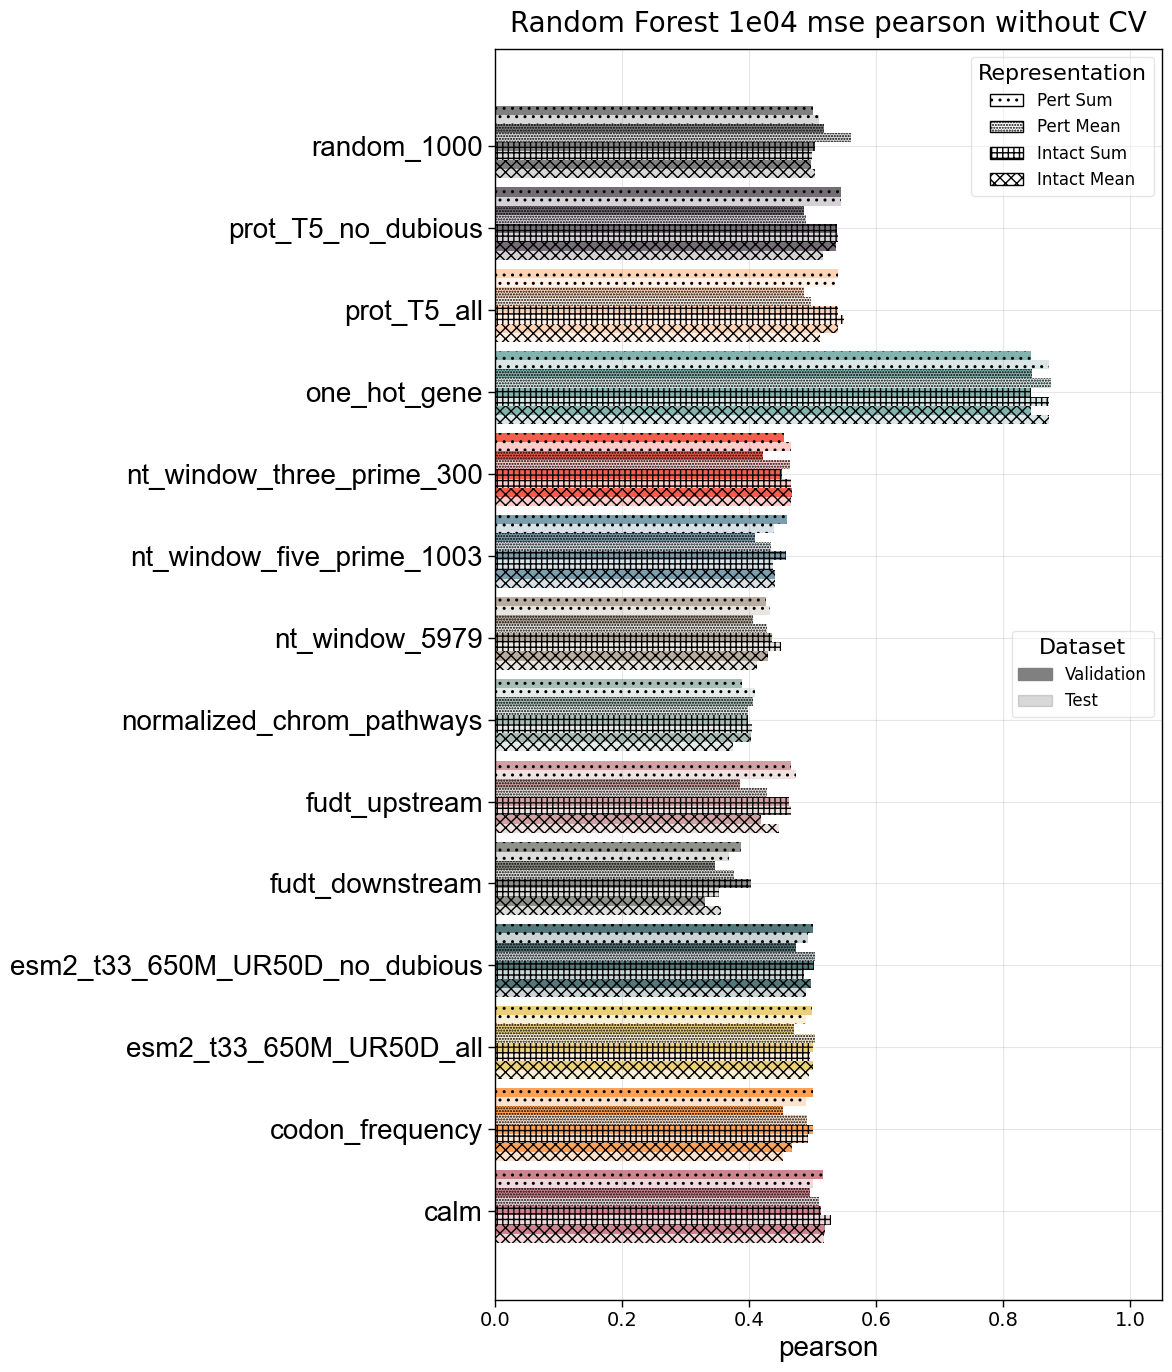 Random Forest 1e04 mse pearson without CV
Representation
Pert Sum
Pert Mean
Intact Sum
Intact Mean
random_1000
prot_T5_no_dubious
prot_T5_all
one_hot_gene
nt_window_three_prime_300
nt_window_five_prime_1003
nt_window_5979
Dataset
Validation
Test
normalized_chrom_pathways
fudt_upstream
fudt_downstream
esm2_t33_650M_UR50D_no_dubious
esm2_t33_650M_UR50D_all
codon_frequency
calm
0.0 0.2 0.4 0.6 0.8 1.0
pearson